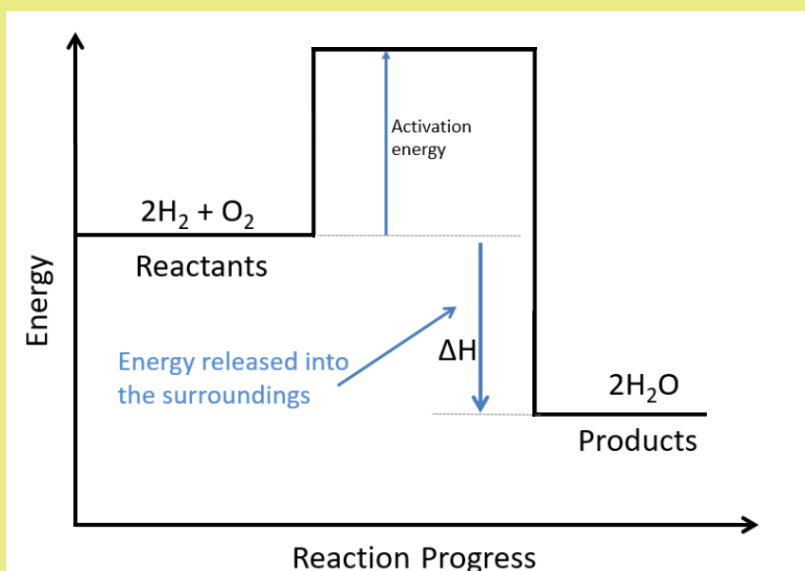 Activation
energy
2H₂ + O₂
Reactants
Energy
Energy released into
the surroundings
ΔH
2H₂O
Products
Reaction Progress